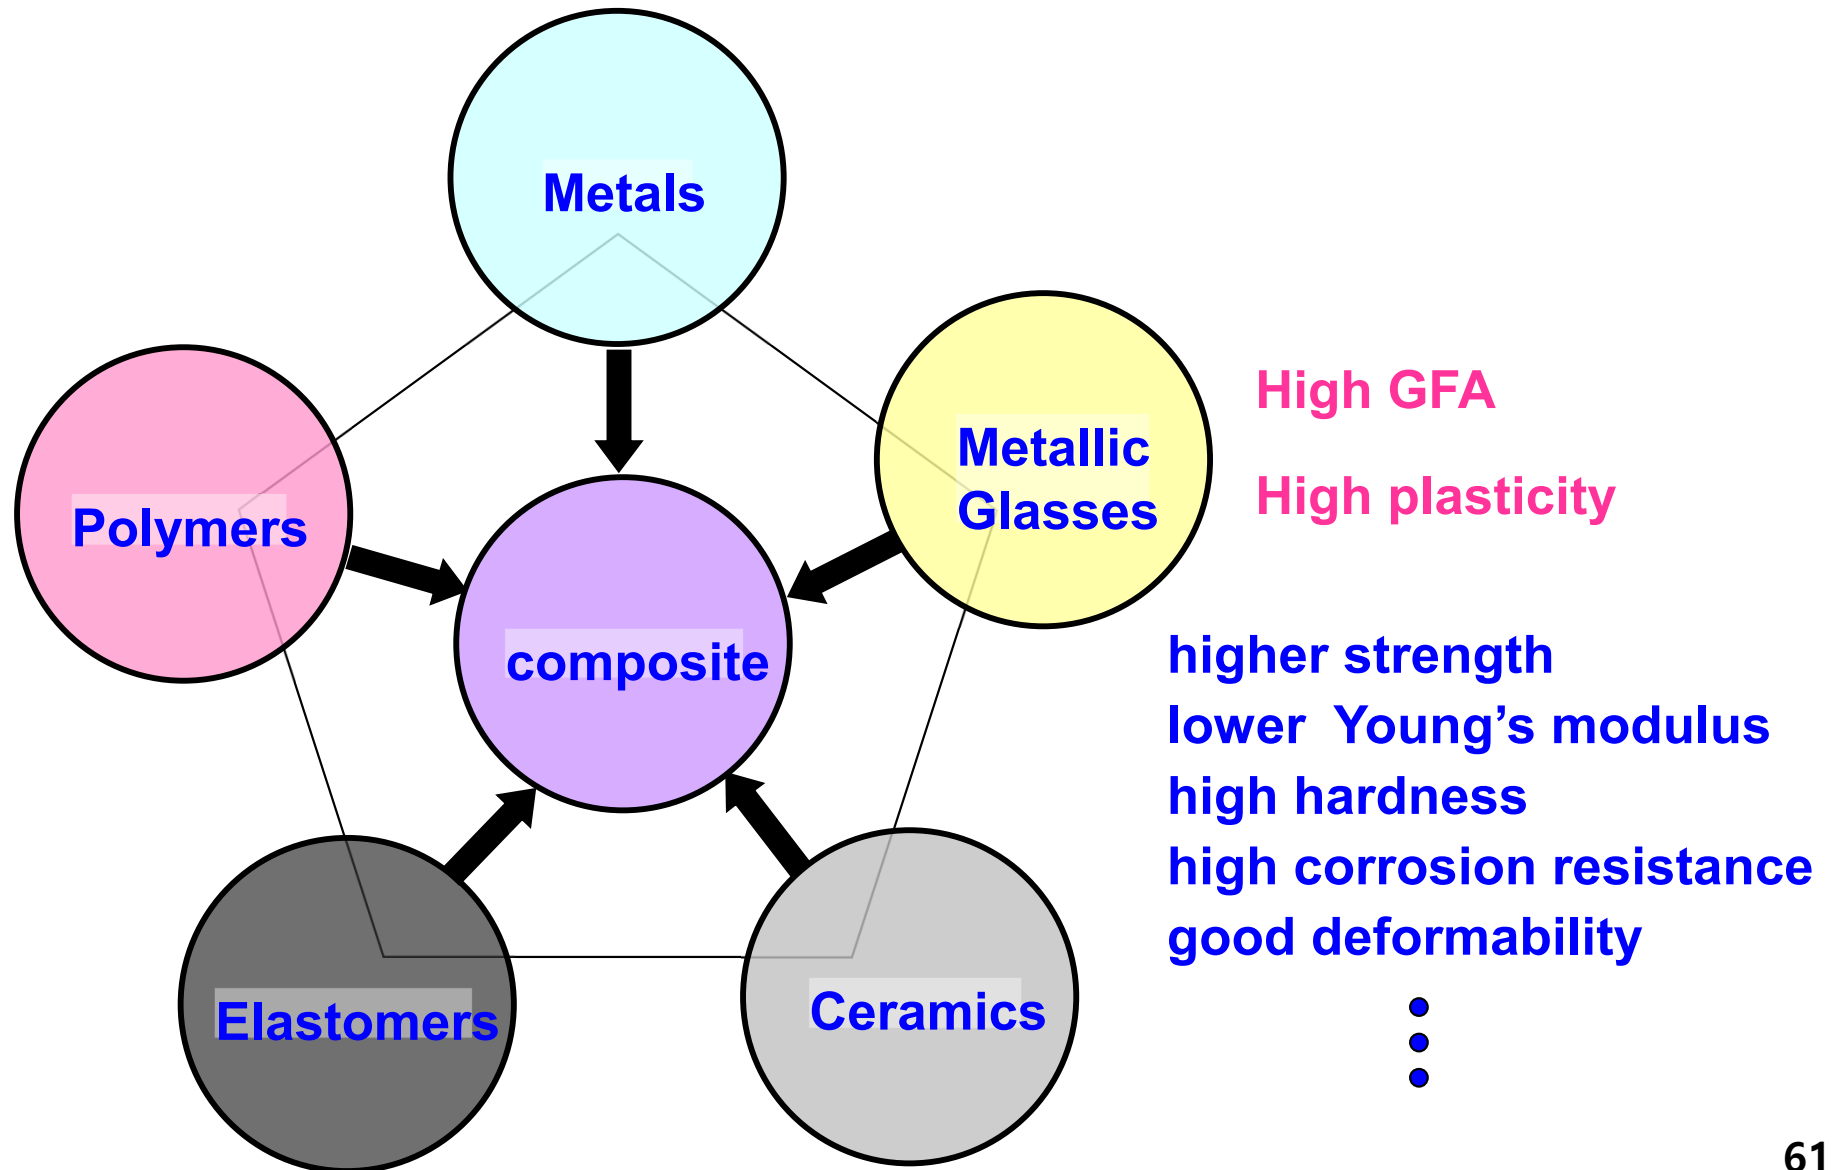 Metals
Polymers
Metallic
Glasses
composite
Elastomers
Ceramics
High GFA
High plasticity
higher strength
lower  Young’s modulus
high hardness
high corrosion resistance
good deformability
61